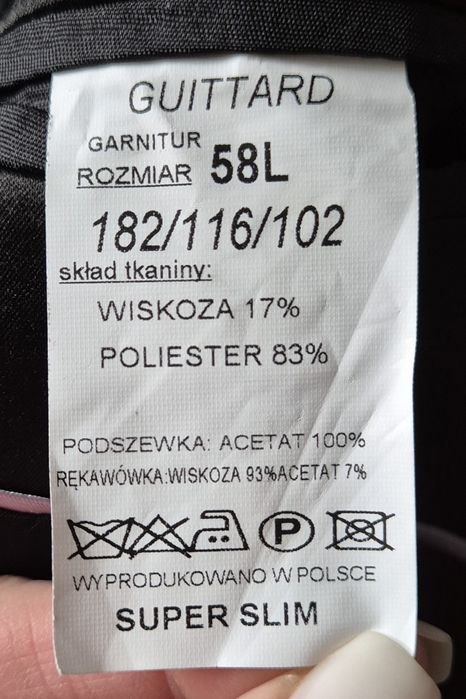 GUITTARD
GARNITUR
ROZMIAR 58L
182/116/102
skład tkaniny:
WISKOZA 17%
POLIESTER 83%
PODSZEWKA: ACETAT 100%
RĘKAWÓWKA:WISKOZA 93%ACETAT 7%
P
WYPRODUKOWANO W POLSCE
SUPER SLIM